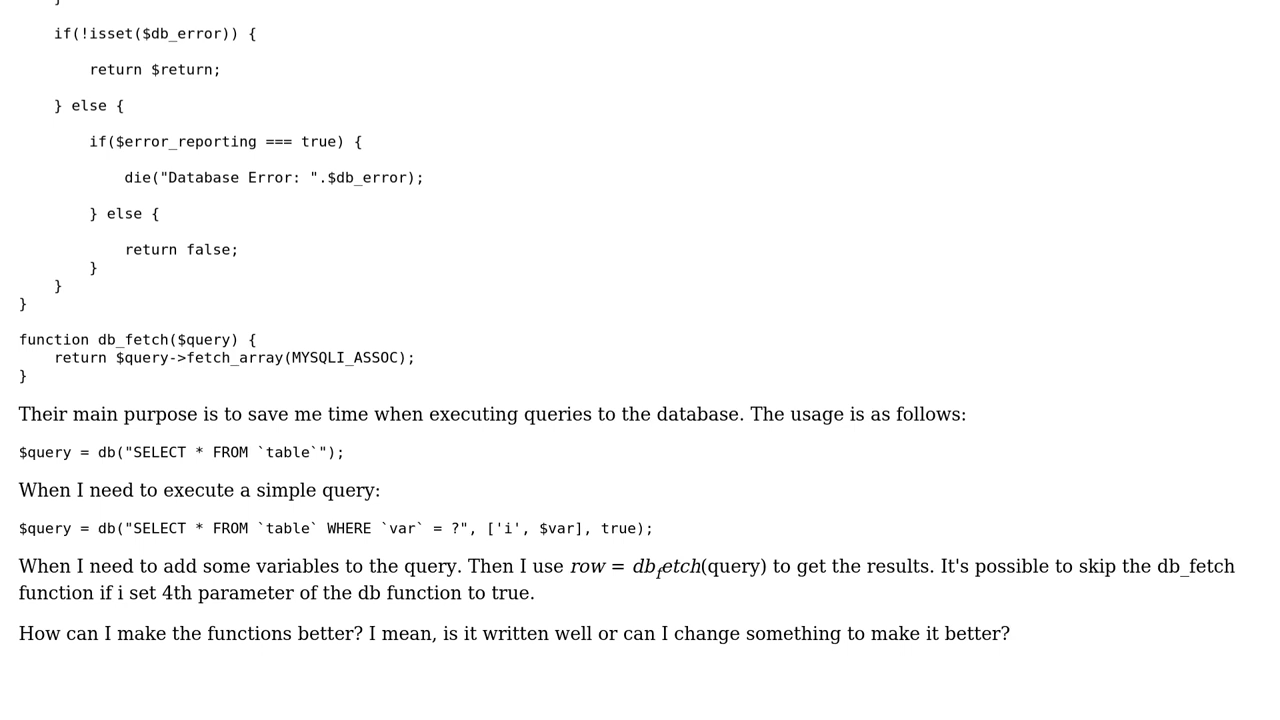 }
if(!isset($db_error)) {
return $return;
} else {
if($error_reporting === true) {
die("Database Error: ".$db_error);
} else {
return false;
}
}
}
function db_fetch($query) {
return $query->fetch_array(MYSQLI_ASSOC);
}
Their main purpose is to save me time when executing queries to the database. The usage is as follows:
$query = db("SELECT * FROM `table`");
When I need to execute a simple query:
$query = db("SELECT * FROM `table` WHERE `var` = ?", ['i', $var], true);
When I need to add some variables to the query. Then I use row = db_fetch(query) to get the results. It's possible to skip the db_fetch
function if i set 4th parameter of the db function to true.
How can I make the functions better? I mean, is it written well or can I change something to make it better?